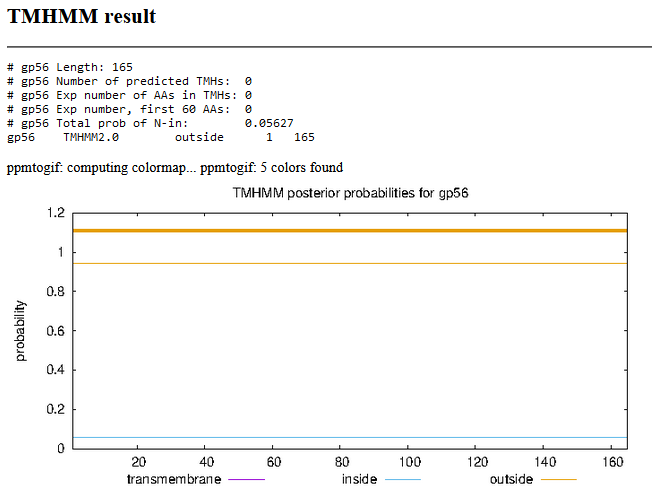 TMHMM result
# gp56 Length: 165
# gp56 Number of predicted TMHs: 0
# gp56 Exp number of AAs in TMHs: 0
# gp56 Exp number, first 60 AAs: 0
# gp56 Total prob of N-in: 0.05627
gp56 TMHMM2.0 outside 1 165
ppmtogif: computing colormap... ppmtogif: 5 colors found
TMHMM posterior probabilities for gp56
1.2
1
0.8
0.6
0.4
0.2
0
probability
20 40 60 80 100 120 140 160
transmembrane inside outside